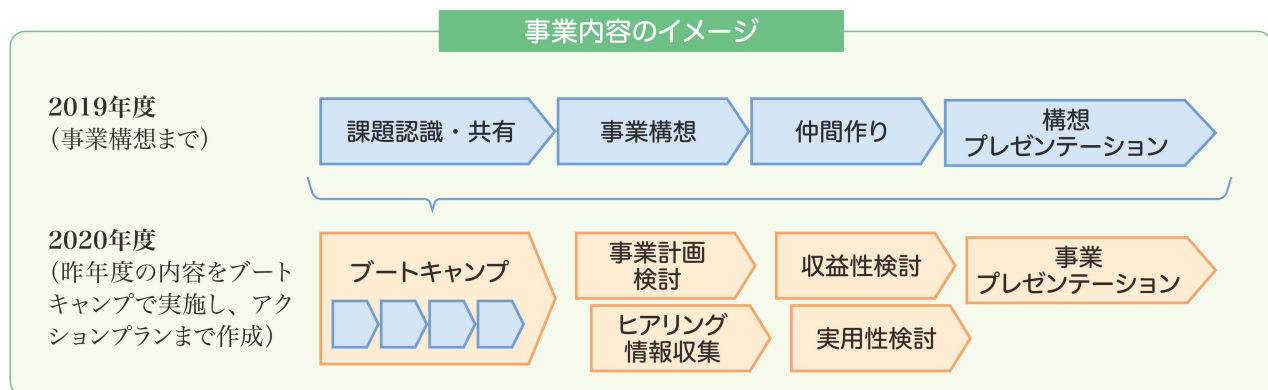 事業内容のイメージ
2019年度
（事業構想まで）
課題認識・共有
事業構想
仲間作り
構想
プレゼンテーション
2020年度
（昨年度の内容をブート
キャンプで実施し、アク
ションプランまで作成）
ブートキャンプ
事業計画
検討
ヒアリング
情報収集
収益性検討
実用性検討
事業
プレゼンテーション